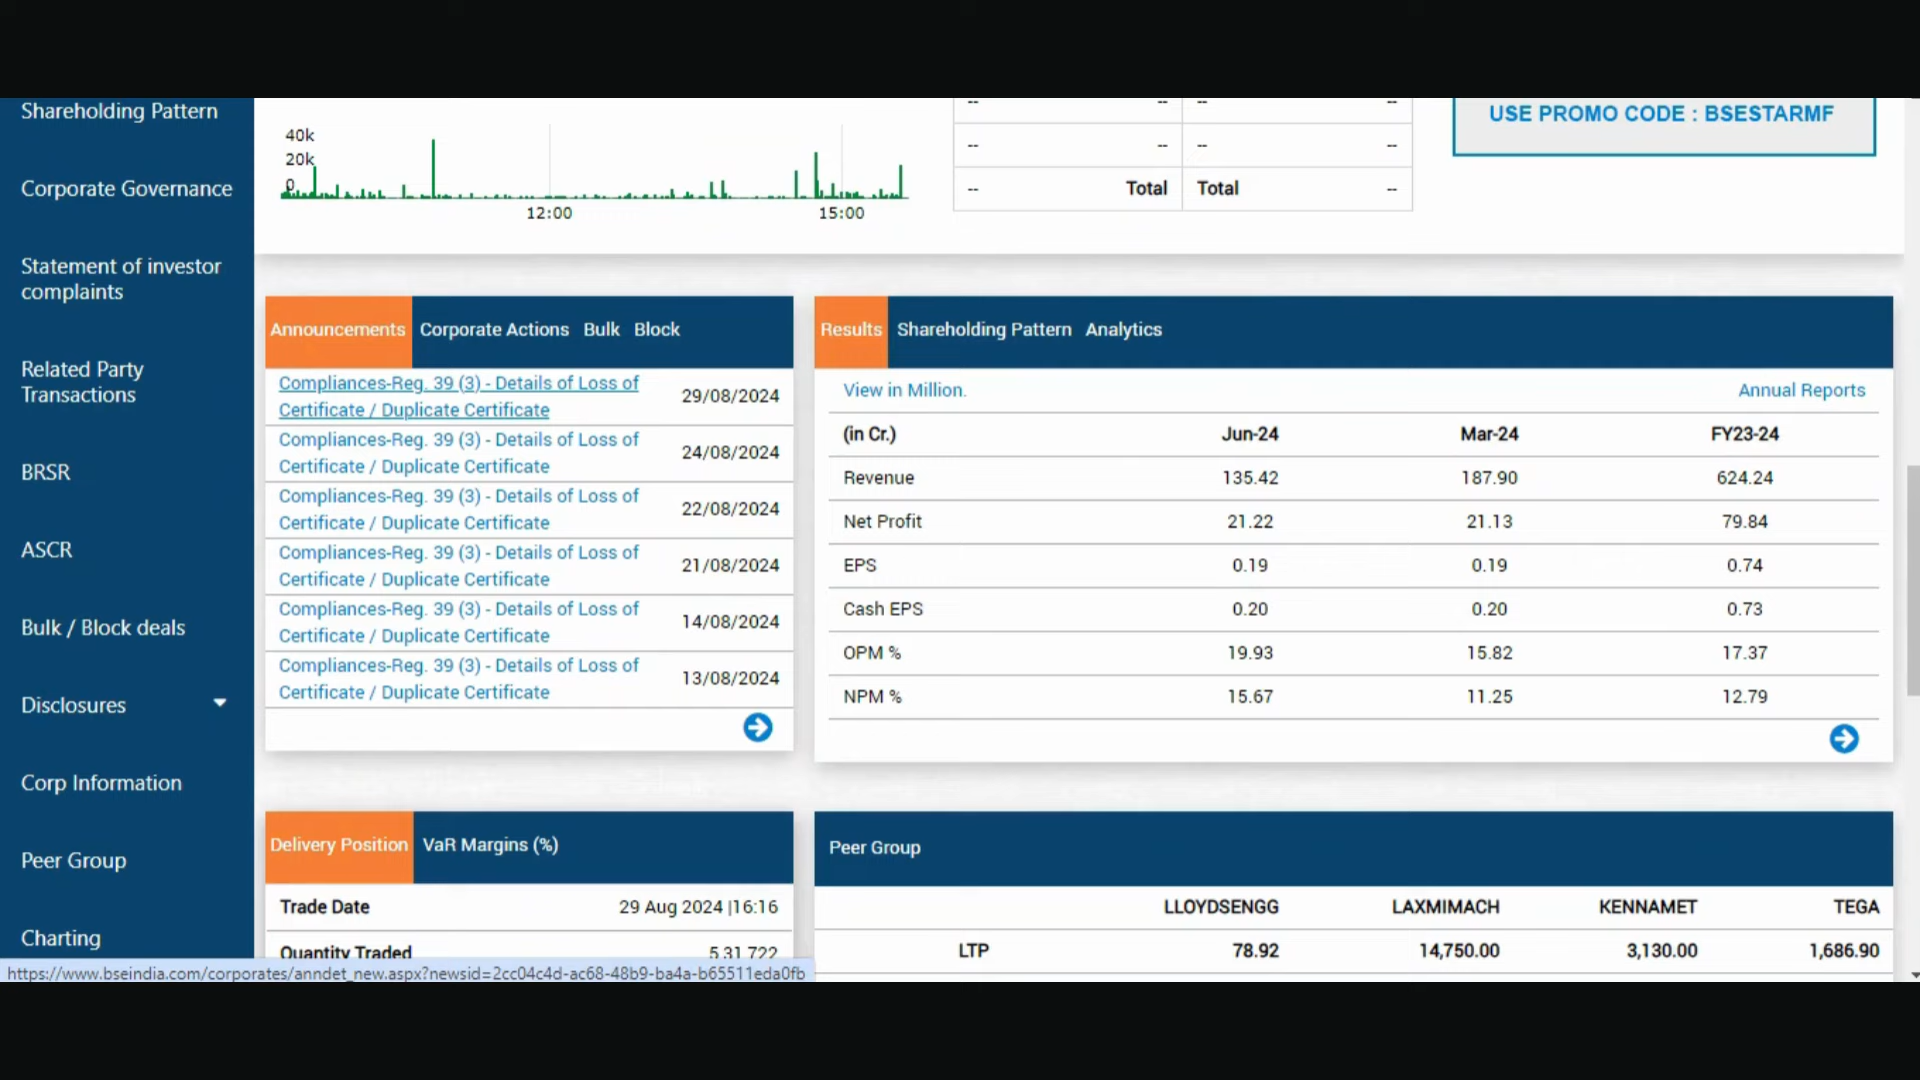 Shareholding Pattern
Corporate Governance
Statement of investor
complaints
Related Party
Transactions
BRSR
ASCR
Bulk / Block deals
Disclosures
Corp Information
Peer Group
Charting
40k
20k
0
12:00 15:00
-- -- -- --
-- -- -- --
-- Total Total --
USE PROMO CODE : BSESTARMF
Announcements Corporate Actions Bulk Block
Compliances-Reg. 39 (3) - Details of Loss of
Certificate / Duplicate Certificate 29/08/2024
Compliances-Reg. 39 (3) - Details of Loss of
Certificate / Duplicate Certificate 24/08/2024
Compliances-Reg. 39 (3) - Details of Loss of
Certificate / Duplicate Certificate 22/08/2024
Compliances-Reg. 39 (3) - Details of Loss of
Certificate / Duplicate Certificate 21/08/2024
Compliances-Reg. 39 (3) - Details of Loss of
Certificate / Duplicate Certificate 14/08/2024
Compliances-Reg. 39 (3) - Details of Loss of
Certificate / Duplicate Certificate 13/08/2024
Results Shareholding Pattern Analytics
View in Million. Annual Reports
(in Cr.) Jun-24 Mar-24 FY23-24
Revenue 135.42 187.90 624.24
Net Profit 21.22 21.13 79.84
EPS 0.19 0.19 0.74
Cash EPS 0.20 0.20 0.73
OPM % 19.93 15.82 17.37
NPM % 15.67 11.25 12.79
Delivery Position VaR Margins (%)
Trade Date 29 Aug 2024 |16:16
Quantity Traded 5,31,722
Peer Group
LLOYDSENGG LAXMIMACH KENNAMET TEGA
LTP 78.92 14,750.00 3,130.00 1,686.90
https://www.bseindia.com/corporates/anndet_new.aspx?newsid=2cc04c4d-ac68-48b9-ba4a-b65511eda0fb